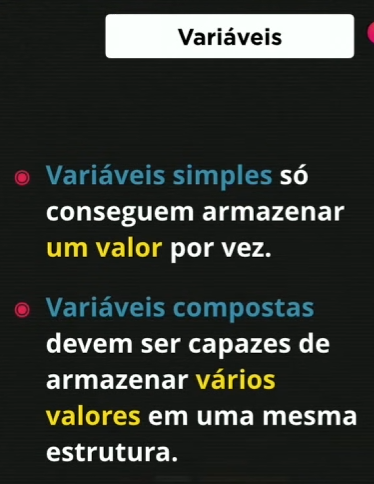 Variáveis
Variáveis simples só
conseguem armazenar
um valor por vez.
Variáveis compostas
devem ser capazes de
armazenar vários
valores em uma mesma
estrutura.